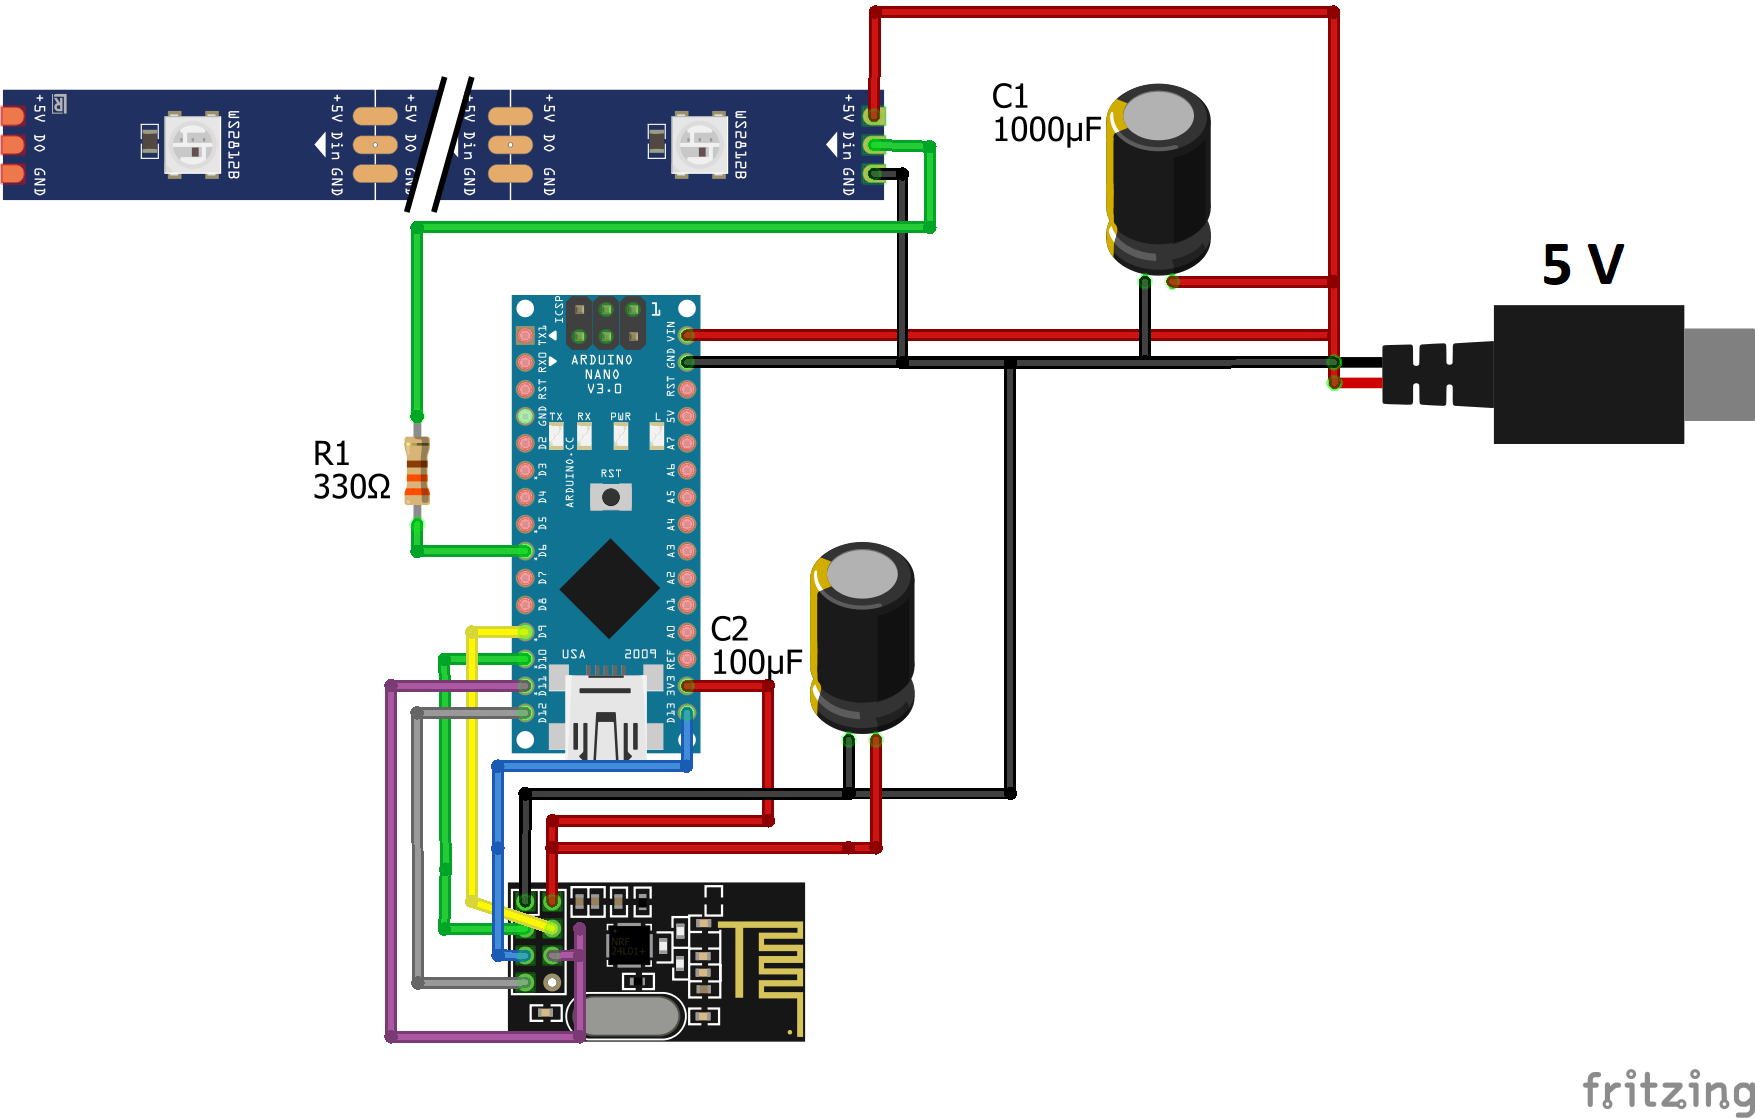 +5V
DO
GND
WS2812B
+5V
Din
GND
+5V
DO
GND
+5V
Din
GND
+5V
DO
GND
WS2812B
+5V
Din
GND
C1
1000µF
5 V
ICSP
1
TX1
RX0
RST
GND
D2
D3
D4
D5
D6
D7
D8
D9
D10
D11
D12
ARDUINO
NANO
V3.0
TX
RX
PWR
L
ARDUINO.CC
RST
USA
2009
VIN
GND
RST
5V
A7
A6
A5
A4
A3
A2
A1
A0
REF
3V3
D13
R1
330Ω
C2
100µF
NRF
24L01+
fritzing